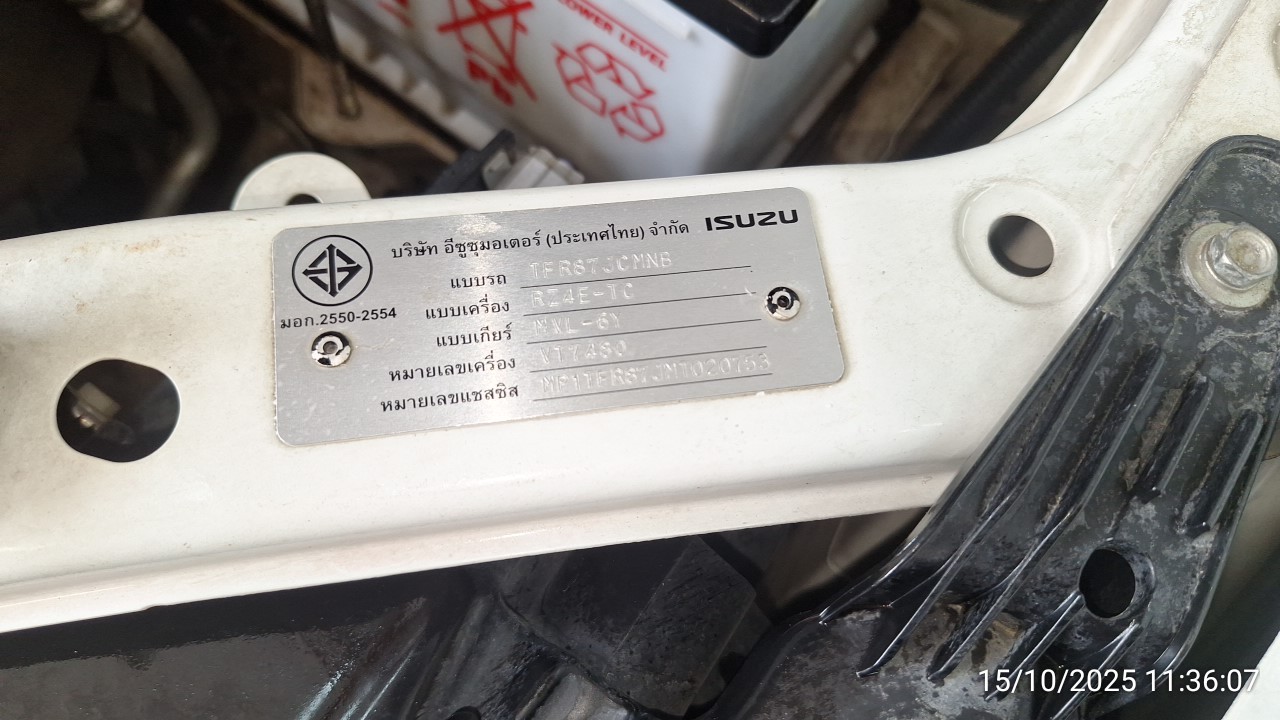 LOWER LEVEL
บริษัท อีซูซุมอเตอร์ (ประเทศไทย) จำกัด ISUZU
แบบรถ TFR87JCMNB
มอก.2550-2554 แบบเครื่อง RZ4E-TC
แบบเกียร์ MXL-6Y
หมายเลขเครื่อง
หมายเลขแชสซิส MP1TFR87JMT020753
15/10/2025 11:36:07